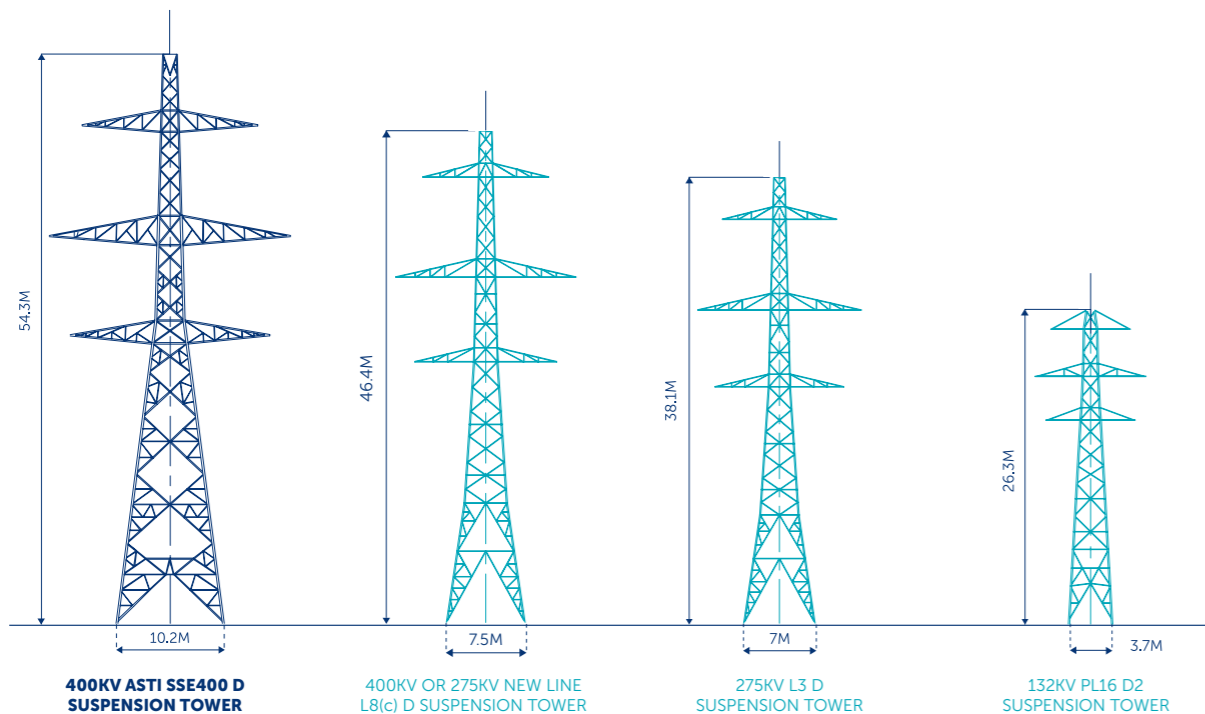 54.3M
10.2M
400KV ASTI SSE400 D
SUSPENSION TOWER
46.4M
7.5M
400KV OR 275KV NEW LINE
L8(c) D SUSPENSION TOWER
38.1M
7M
275KV L3 D
SUSPENSION TOWER
26.3M
3.7M
132KV PL16 D2
SUSPENSION TOWER